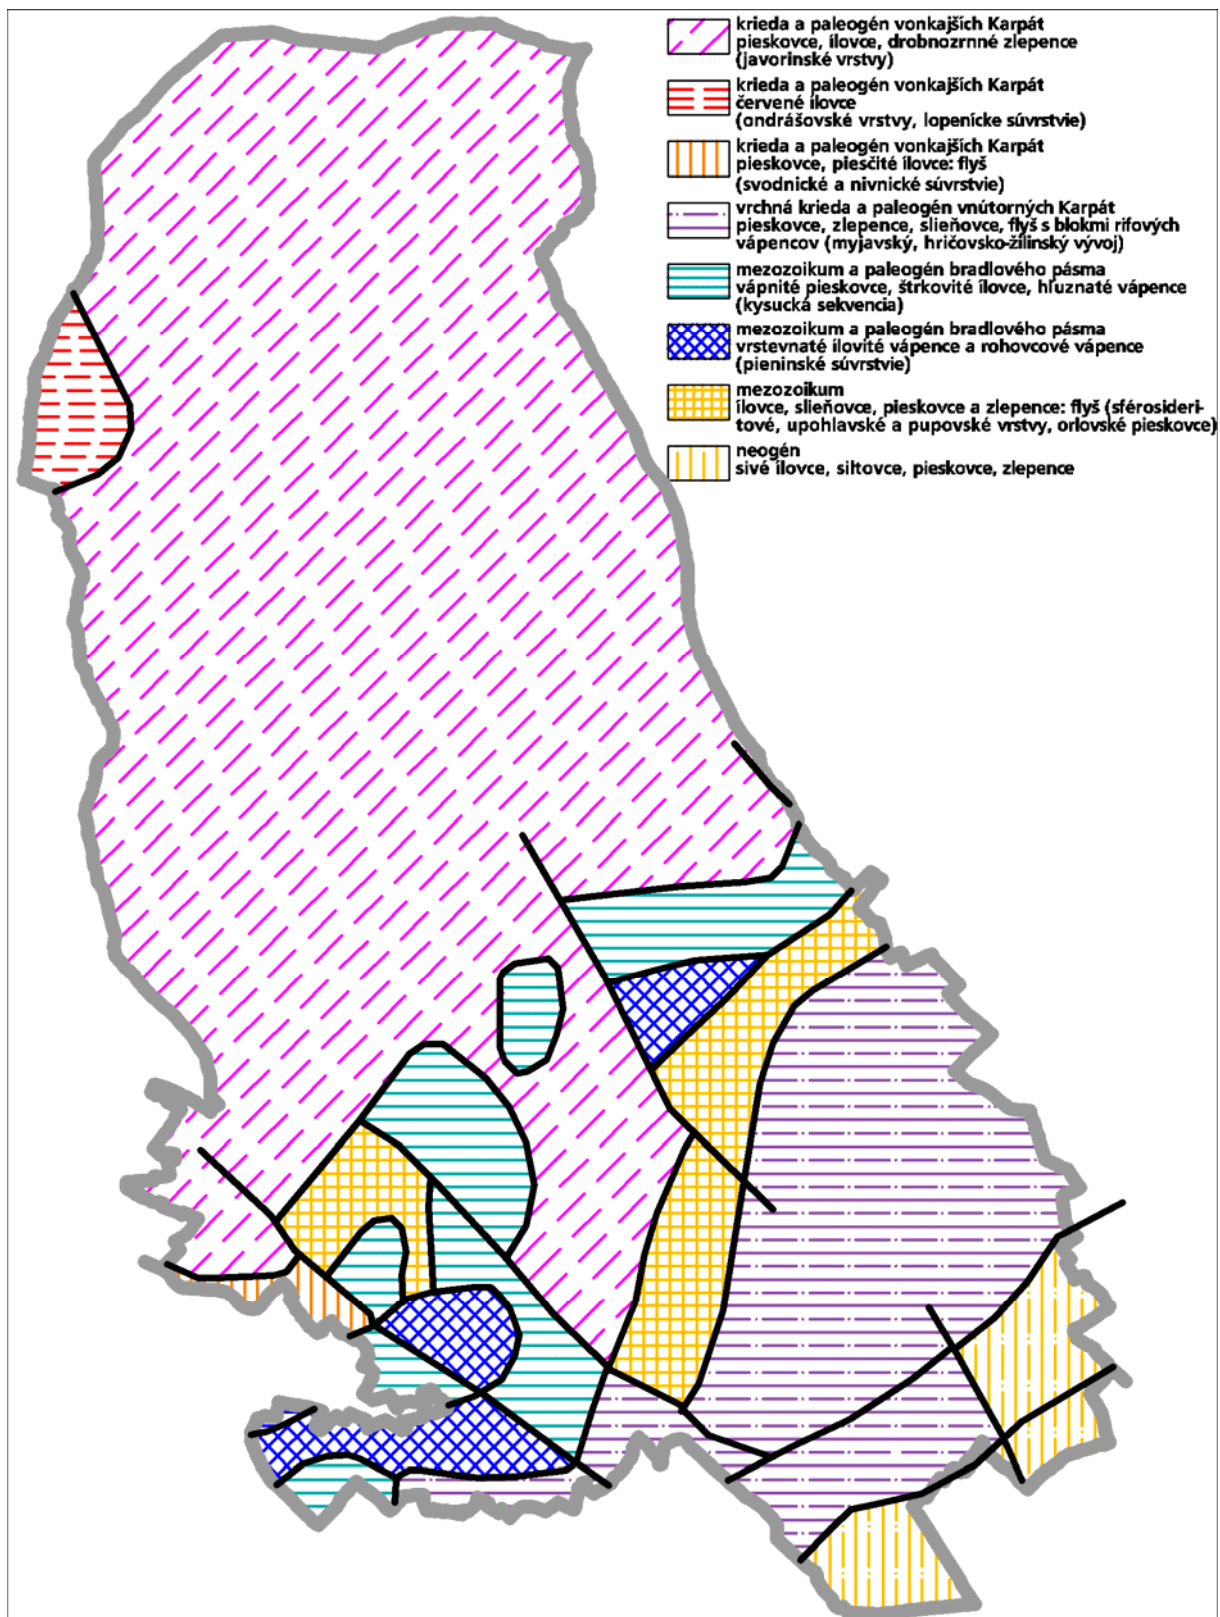 krieda a paleogén vonkajších Karpát
pieskovce, ílovce, drobnozrnné zlepence
(javorinské vrstvy)
krieda a paleogén vonkajších Karpát
červené ílovce
(ondrášovské vrstvy, lopenícke súvrstvie)
krieda a paleogén vonkajších Karpát
pieskovce, piesčité ílovce: flyš
(svodnické a nivnické súvrstvie)
vrchná krieda a paleogén vnútorných Karpát
pieskovce, zlepence, slieňovce, flyš s blokmi rifových
vápencov (myjavský, hričovsko-žilinský vývoj)
mezozoikum a paleogén bradlového pásma
vápnité pieskovce, štrkovité ílovce, hľuznaté vápence
(kysucká sekvencia)
mezozoikum a paleogén bradlového pásma
vrstevnaté ílovité vápence a rohovcové vápence
(pieninské súvrstvie)
mezozoikum
ílovce, slieňovce, pieskovce a zlepence: flyš (sférosideri-
tové, upohlavské a pupovské vrstvy, orlovské pieskovce)
neogén
sivé ílovce, siltovce, pieskovce, zlepence